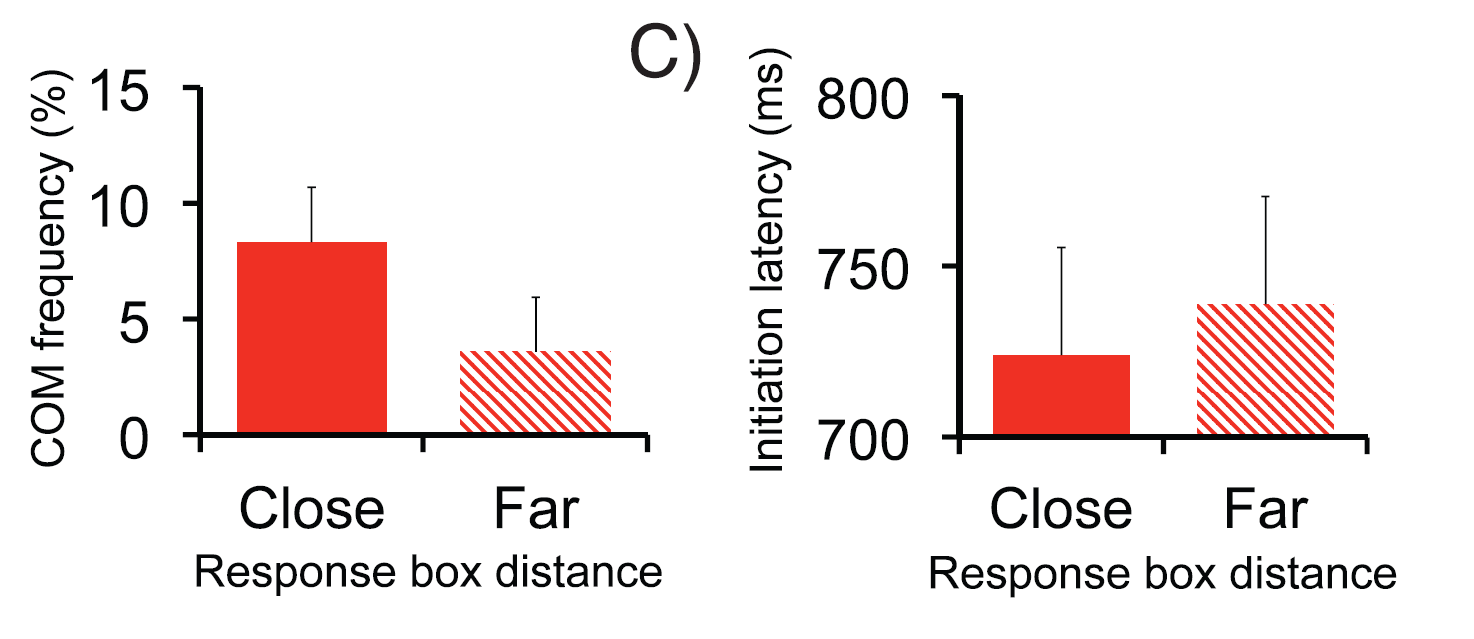 COM frequency (%)
15
10
5
0
Close Far
Response box distance
C)
Initiation latency (ms)
800
750
700
Close Far
Response box distance